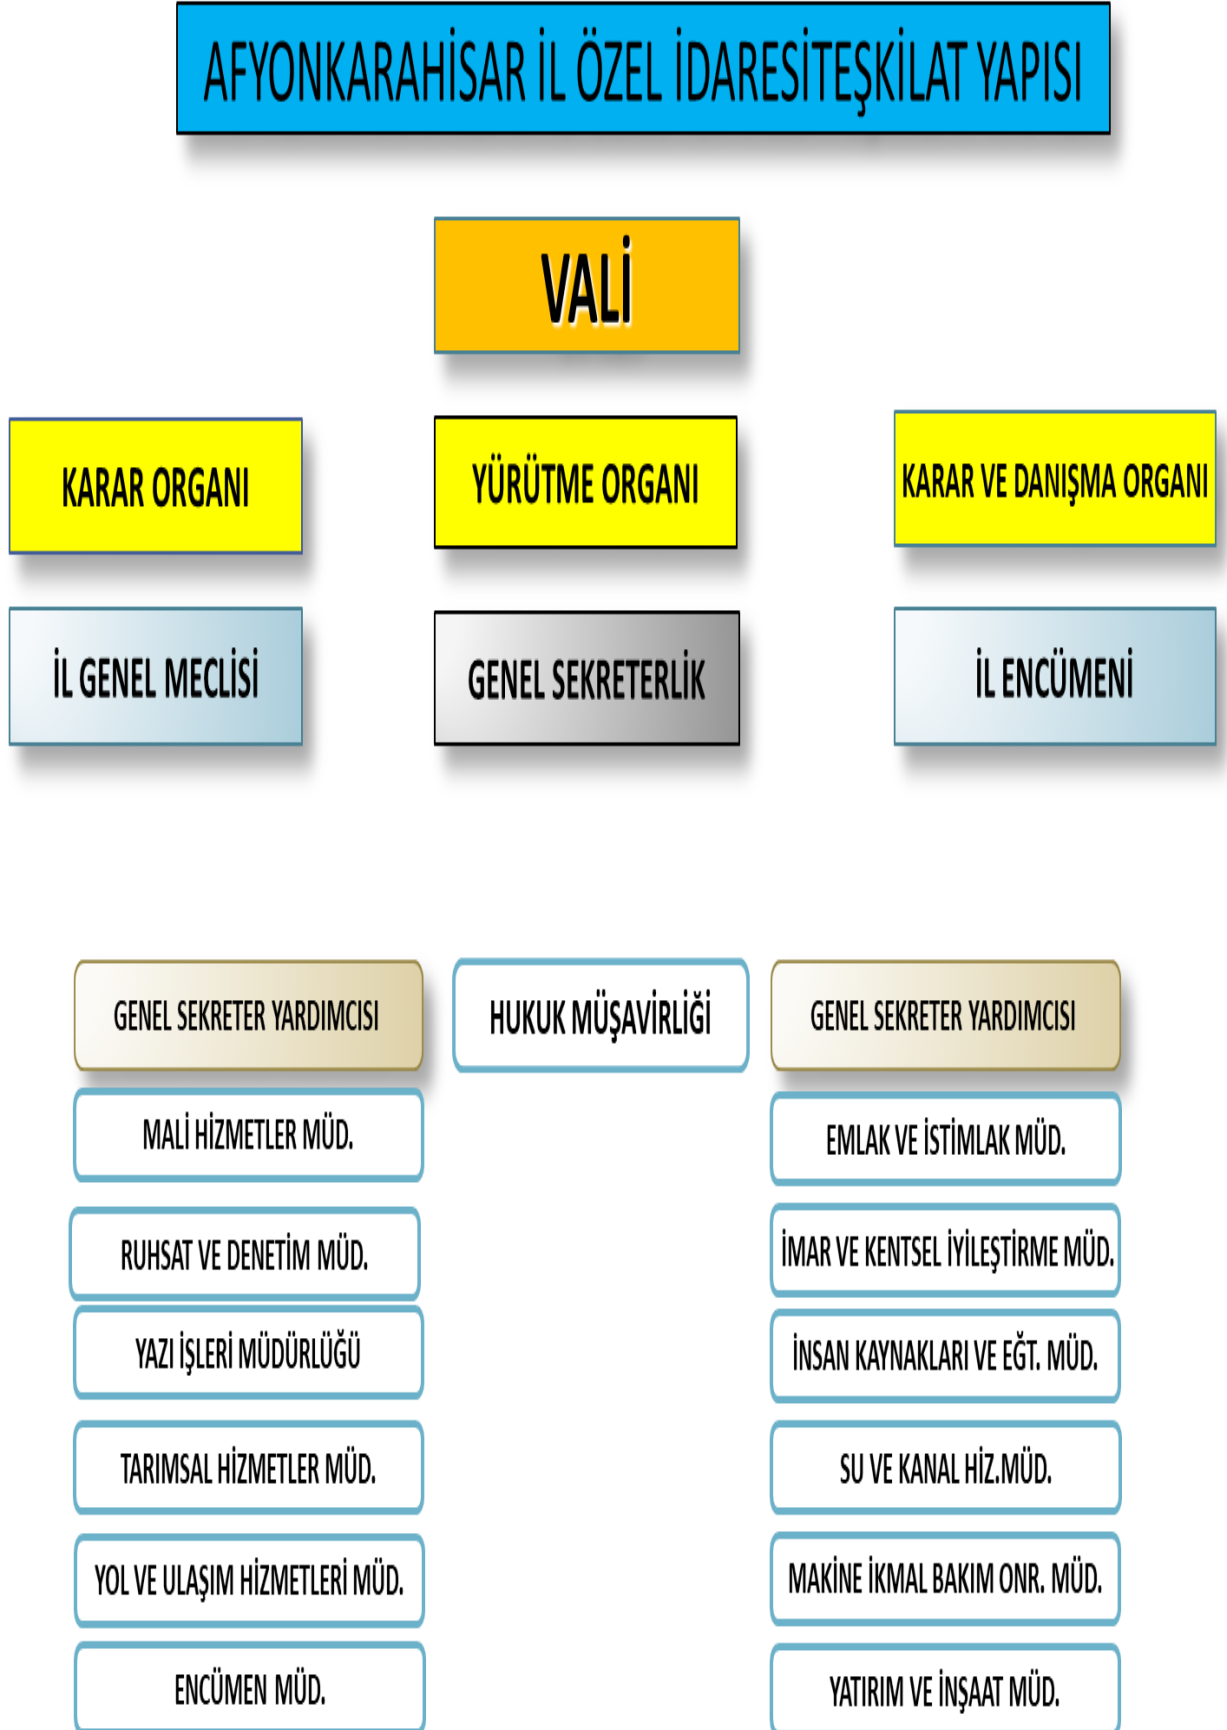 AFYONKARAHİSAR İL ÖZEL İDARESİTEŞKİLAT YAPISI
VALİ
KARAR ORGANI
YÜRÜTME ORGANI
KARAR VE DANIŞMA ORGANI
İL GENEL MECLİSİ
GENEL SEKRETERLİK
İL ENCÜMENİ
GENEL SEKRETER YARDIMCISI
HUKUK MÜŞAVİRLİĞİ
GENEL SEKRETER YARDIMCISI
MALİ HİZMETLER MÜD.
EMLAK VE İSTİMLAK MÜD.
RUHSAT VE DENETİM MÜD.
İMAR VE KENTSEL İYİLEŞTİRME MÜD.
YAZI İŞLERİ MÜDÜRLÜĞÜ
İNSAN KAYNAKLARI VE EĞT. MÜD.
TARIMSAL HİZMETLER MÜD.
SU VE KANAL HİZ.MÜD.
YOL VE ULAŞIM HİZMETLERİ MÜD.
MAKİNE İKMAL BAKIM ONR. MÜD.
ENCÜMEN MÜD.
YATIRIM VE İNŞAAT MÜD.